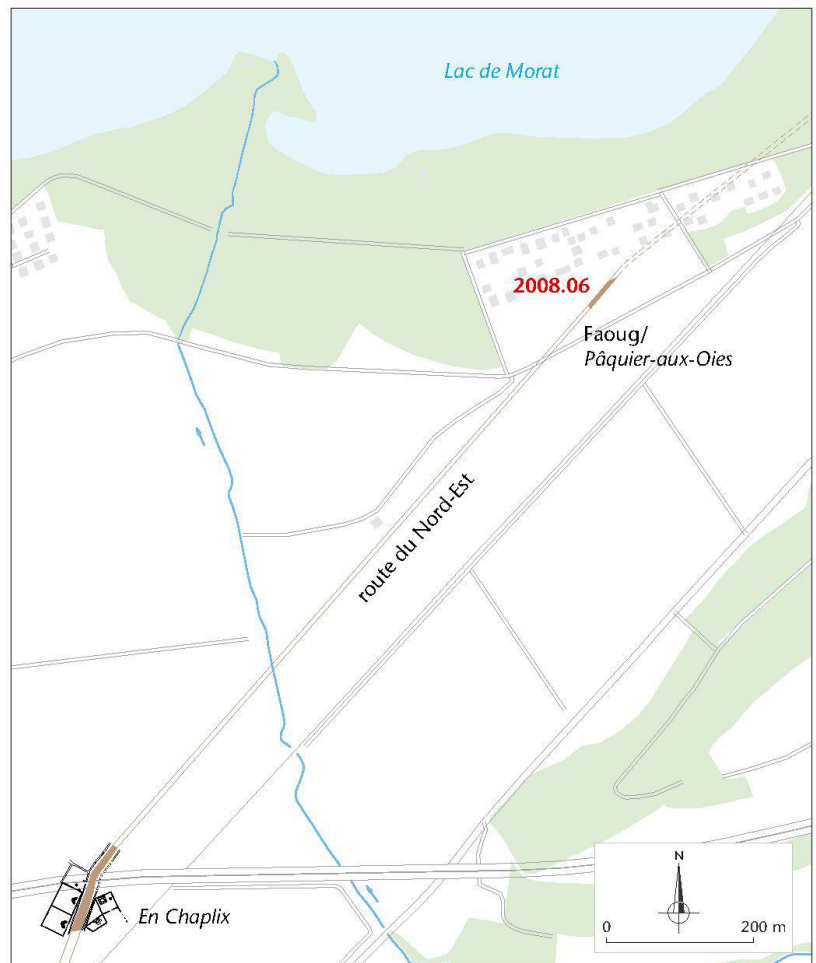 Lac de Morat
2008.06
Faoug/
Pâquier-aux-Oies
route du Nord-Est
En Chaplix
N
0
200 m